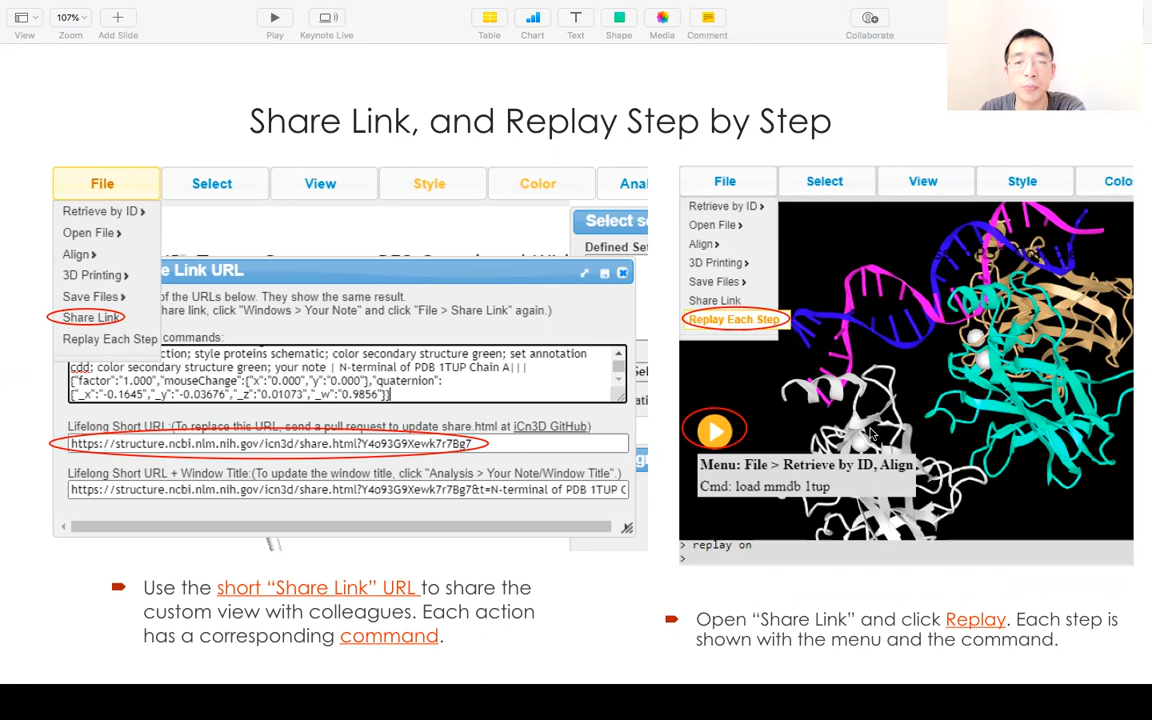 107%
View
Zoom
Add Slide
Play
Keynote Live
Table
Chart
Text
Shape
Media
Comment
Collaborate
Share Link, and Replay Step by Step
File Select View Style Color Ana
Retrieve by ID
Open File
Align
3D Printing
Save Files
Share Link
Replay Each Step
Select s
Defined Set
e Link URL
of the URLs below. They show the same result.
share link, click "Windows > Your Note" and click "File > Share Link" again.)
commands:
ction; style proteins schematic; color secondary structure green; set annotation
cdd; color secondary structure green; your note | N-terminal of PDB 1TUP Chain A|||
{"factor":"1.000","mouseChange":{"x":"0.000","y":"0.000"},"quaternion":
{"_x":"-0.1645","_y":"-0.03676","_z":"0.01073","_w":"0.9856"}}
Lifelong Short URL:(To replace this URL, send a pull request to update share.html at iCn3D GitHub)
https://structure.ncbi.nlm.nih.gov/icn3d/share.html?Y4o93G9Xewk7r7Bg7
Lifelong Short URL + Window Title:(To update the window title, click "Analysis > Your Note/Window Title".)
https://structure.ncbi.nlm.nih.gov/icn3d/share.html?Y4o93G9Xewk7r7Bg7&t=N-terminal of PDB 1TUP C
Use the short “Share Link” URL to share the
custom view with colleagues. Each action
has a corresponding command.
File Select View Style Colo
Retrieve by ID
Open File
Align
3D Printing
Save Files
Share Link
Replay Each Step
Menu: File > Retrieve by ID, Align
Cmd: load mmdb 1tup
> replay on
>
Open “Share Link” and click Replay. Each step is
shown with the menu and the command.